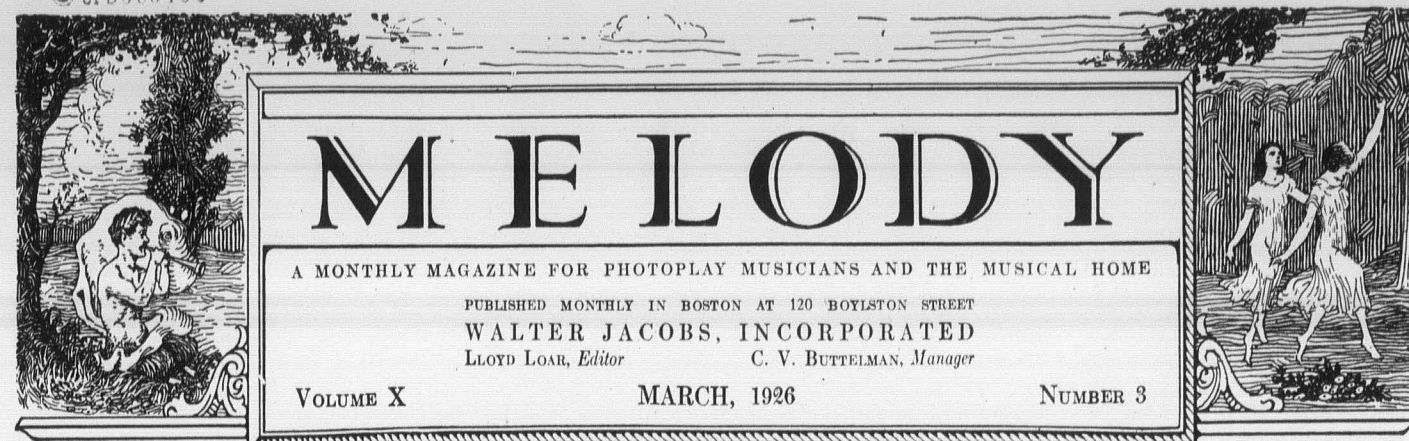 MELODY
A MONTHLY MAGAZINE FOR PHOTOPLAY MUSICIANS AND THE MUSICAL HOME
PUBLISHED MONTHLY IN BOSTON AT 120 BOYLSTON STREET
WALTER JACOBS, INCORPORATED
LLOYD LOAR, Editor C. V. BUTTELMAN, Manager
VOLUME X MARCH, 1926 NUMBER 3